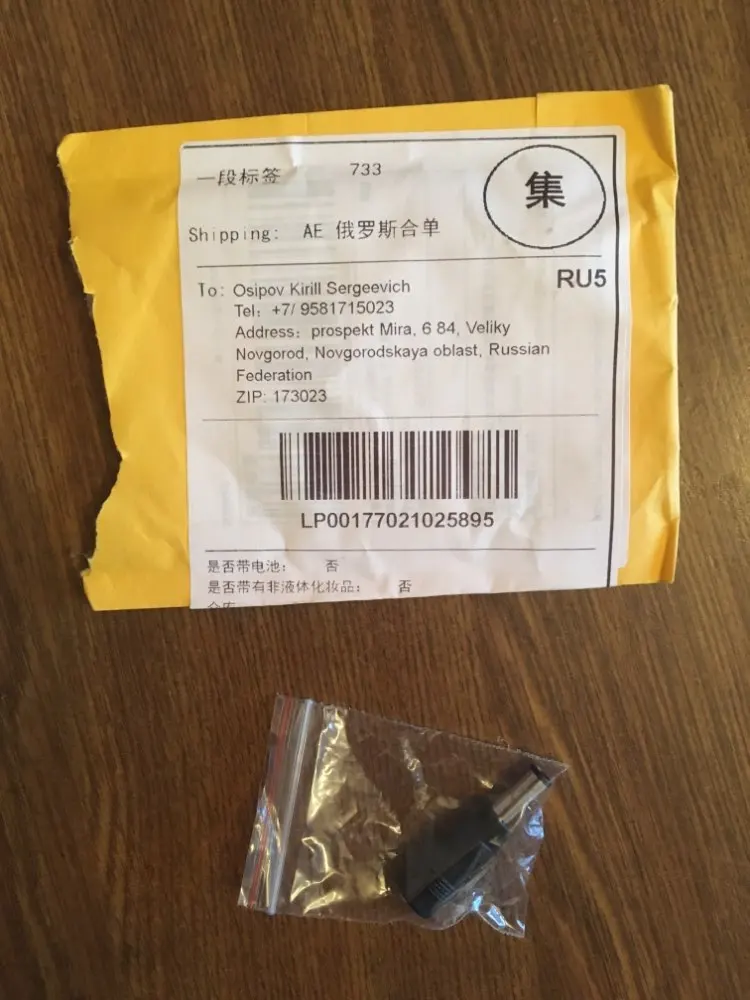 一段标签 733
集
Shipping: AE 俄罗斯合单
RU5
To: Osipov Kirill Sergeevich
Tel: +7/ 9581715023
Address: prospekt Mira, 6 84, Veliky
Novgorod, Novgorodskaya oblast, Russian
Federation
ZIP: 173023
LP00177021025895
是否带电池: 否
是否带有非液体化妆品: 否